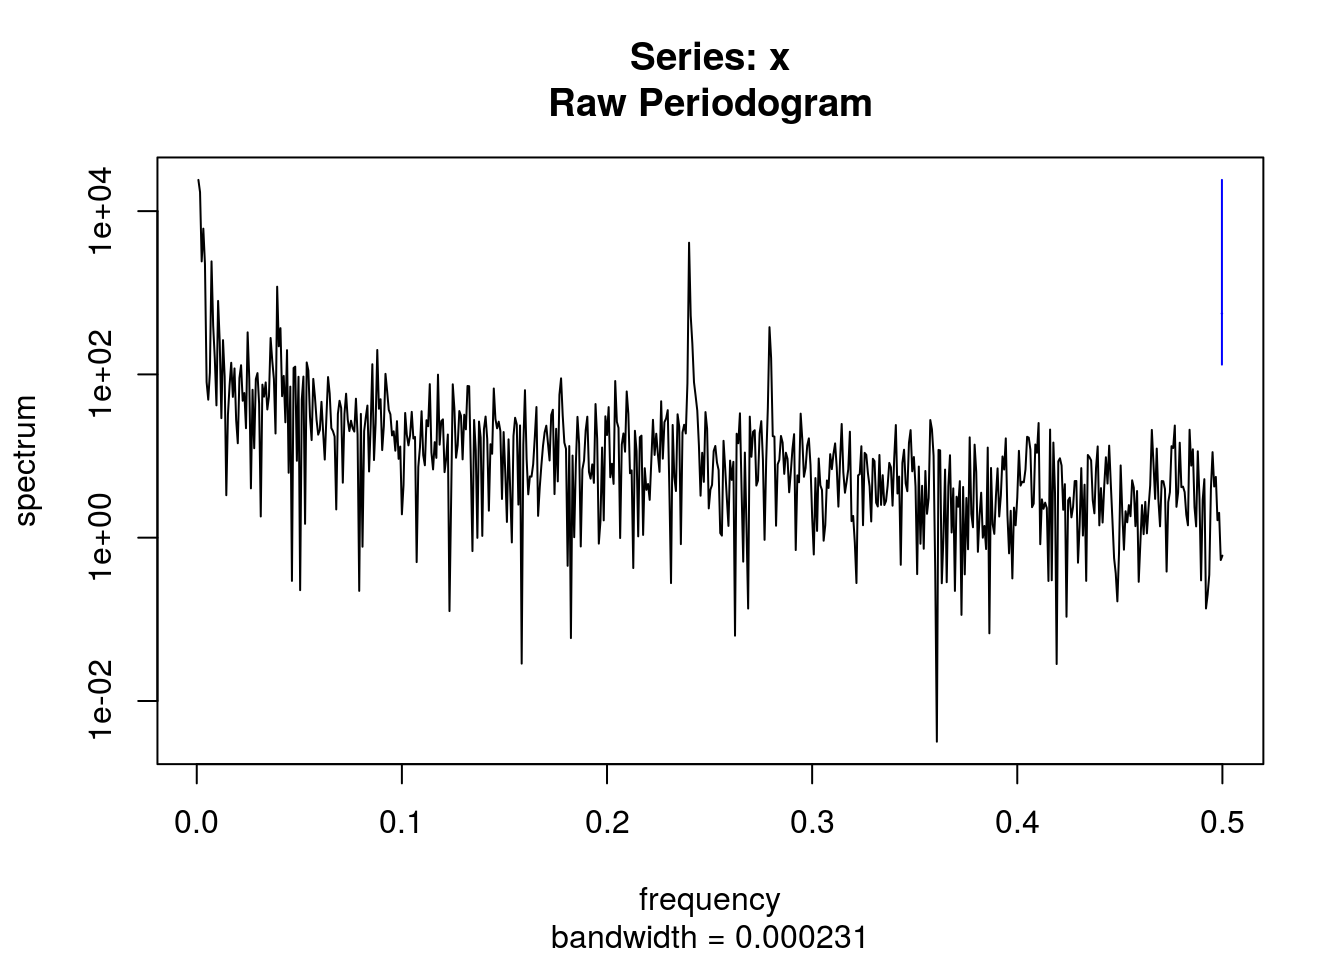 Series: x
Raw Periodogram
spectrum
1e+04
1e+02
1e+00
1e-02
0.0 0.1 0.2 0.3 0.4 0.5
frequency
bandwidth = 0.000231